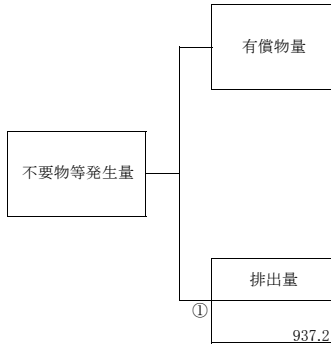 有償物量
不要物等発生量
排出量
①
937.2